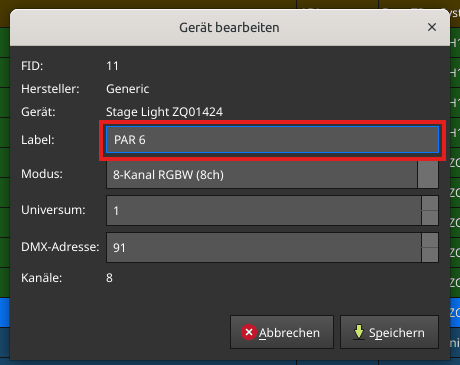 Gerät bearbeiten
FID: 11
Hersteller: Generic
Gerät: Stage Light ZQ01424
Label: PAR 6
Modus: 8-Kanal RGBW (8ch)
Universum: 1
DMX-Adresse: 91
Kanäle: 8
Abbrechen Speichern